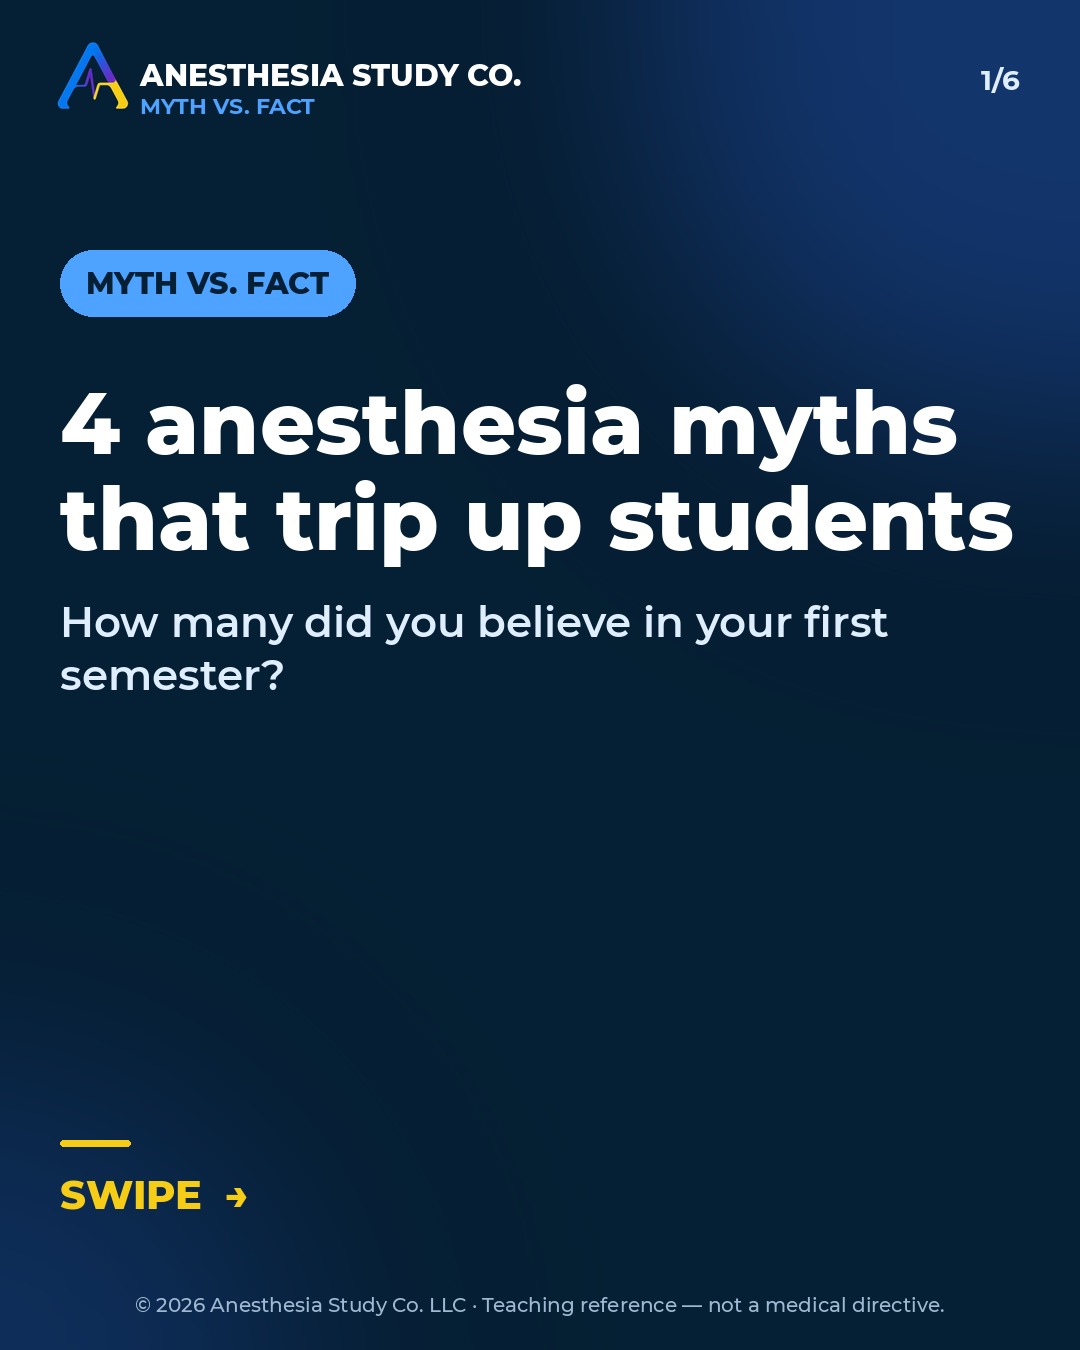 ANESTHESIA STUDY CO.
MYTH VS. FACT
1/6
MYTH VS. FACT
4 anesthesia myths
that trip up students
How many did you believe in your first
semester?
SWIPE →
© 2026 Anesthesia Study Co. LLC · Teaching reference — not a medical directive.